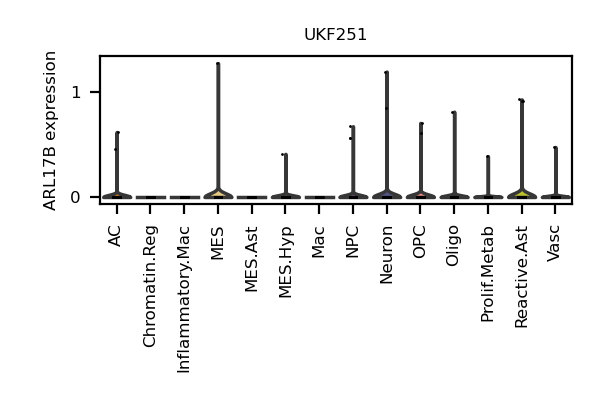 UKF251
ARL17B expression
1
0
AC
Chromatin.Reg
Inflammatory.Mac
MES
MES.Ast
MES.Hyp
Mac
NPC
Neuron
OPC
Oligo
Prolif.Metab
Reactive.Ast
Vasc